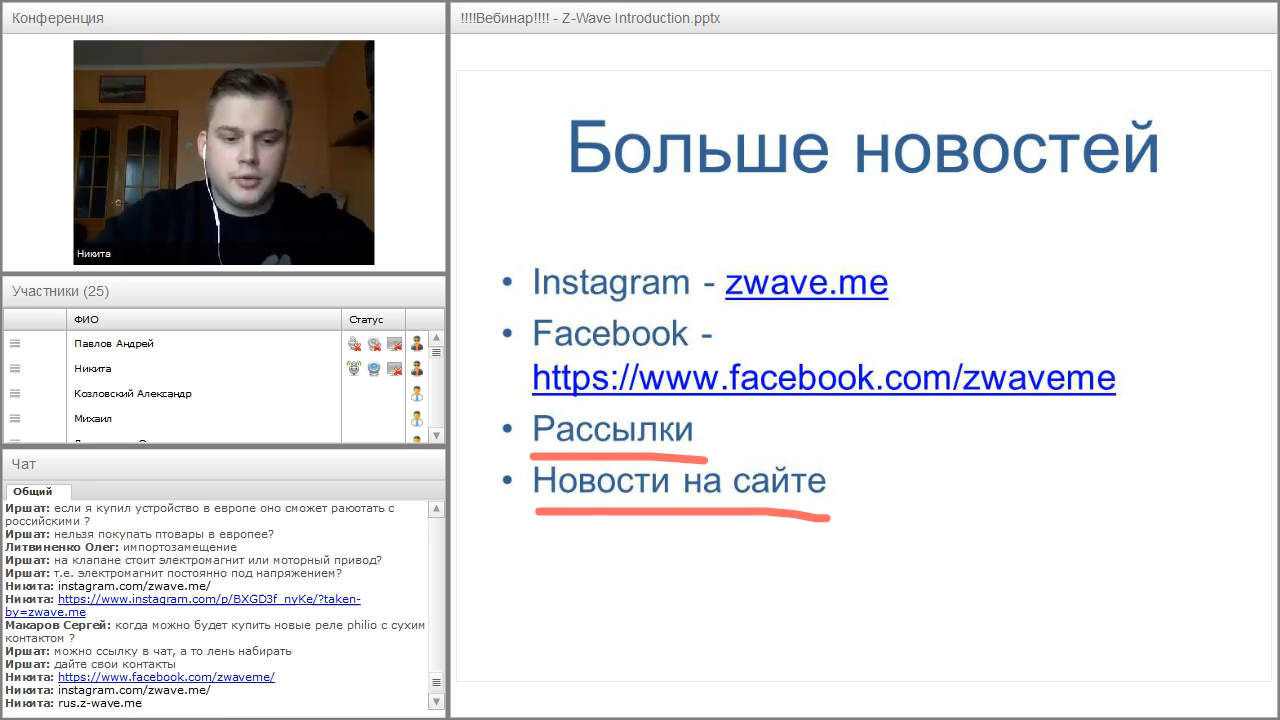 Конференция
Никита
Участники (25)
ФИО
Статус
Павлов Андрей
Никита
Козловский Александр
Михаил
Чат
Общий
Иршат: если я купил устройство в европе оно сможет раюотать с
российскими ?
Иршат: нельзя покупать птовары в европее?
Литвиненко Олег: импортозамещение
Иршат: на клапане стоит электромагнит или моторный привод?
Иршат: т.е. электромагнит постоянно под напряжением?
Никита: instagram.com/zwave.me/
Никита: https://www.instagram.com/p/BXGD3f_nyKe/?taken-
by=zwave.me
Макаров Сергей: когда можно будет купить новые реле philio с сухим
контактом ?
Иршат: можно ссылку в чат, а то лень набирать
Иршат: дайте свои контакты
Никита: https://www.facebook.com/zwaveme/
Никита: instagram.com/zwave.me/
Никита: rus.z-wave.me
!!!!Вебинар!!!! - Z-Wave Introduction.pptx
Больше новостей
• Instagram - zwave.me
• Facebook -
https://www.facebook.com/zwaveme
• Рассылки
• Новости на сайте